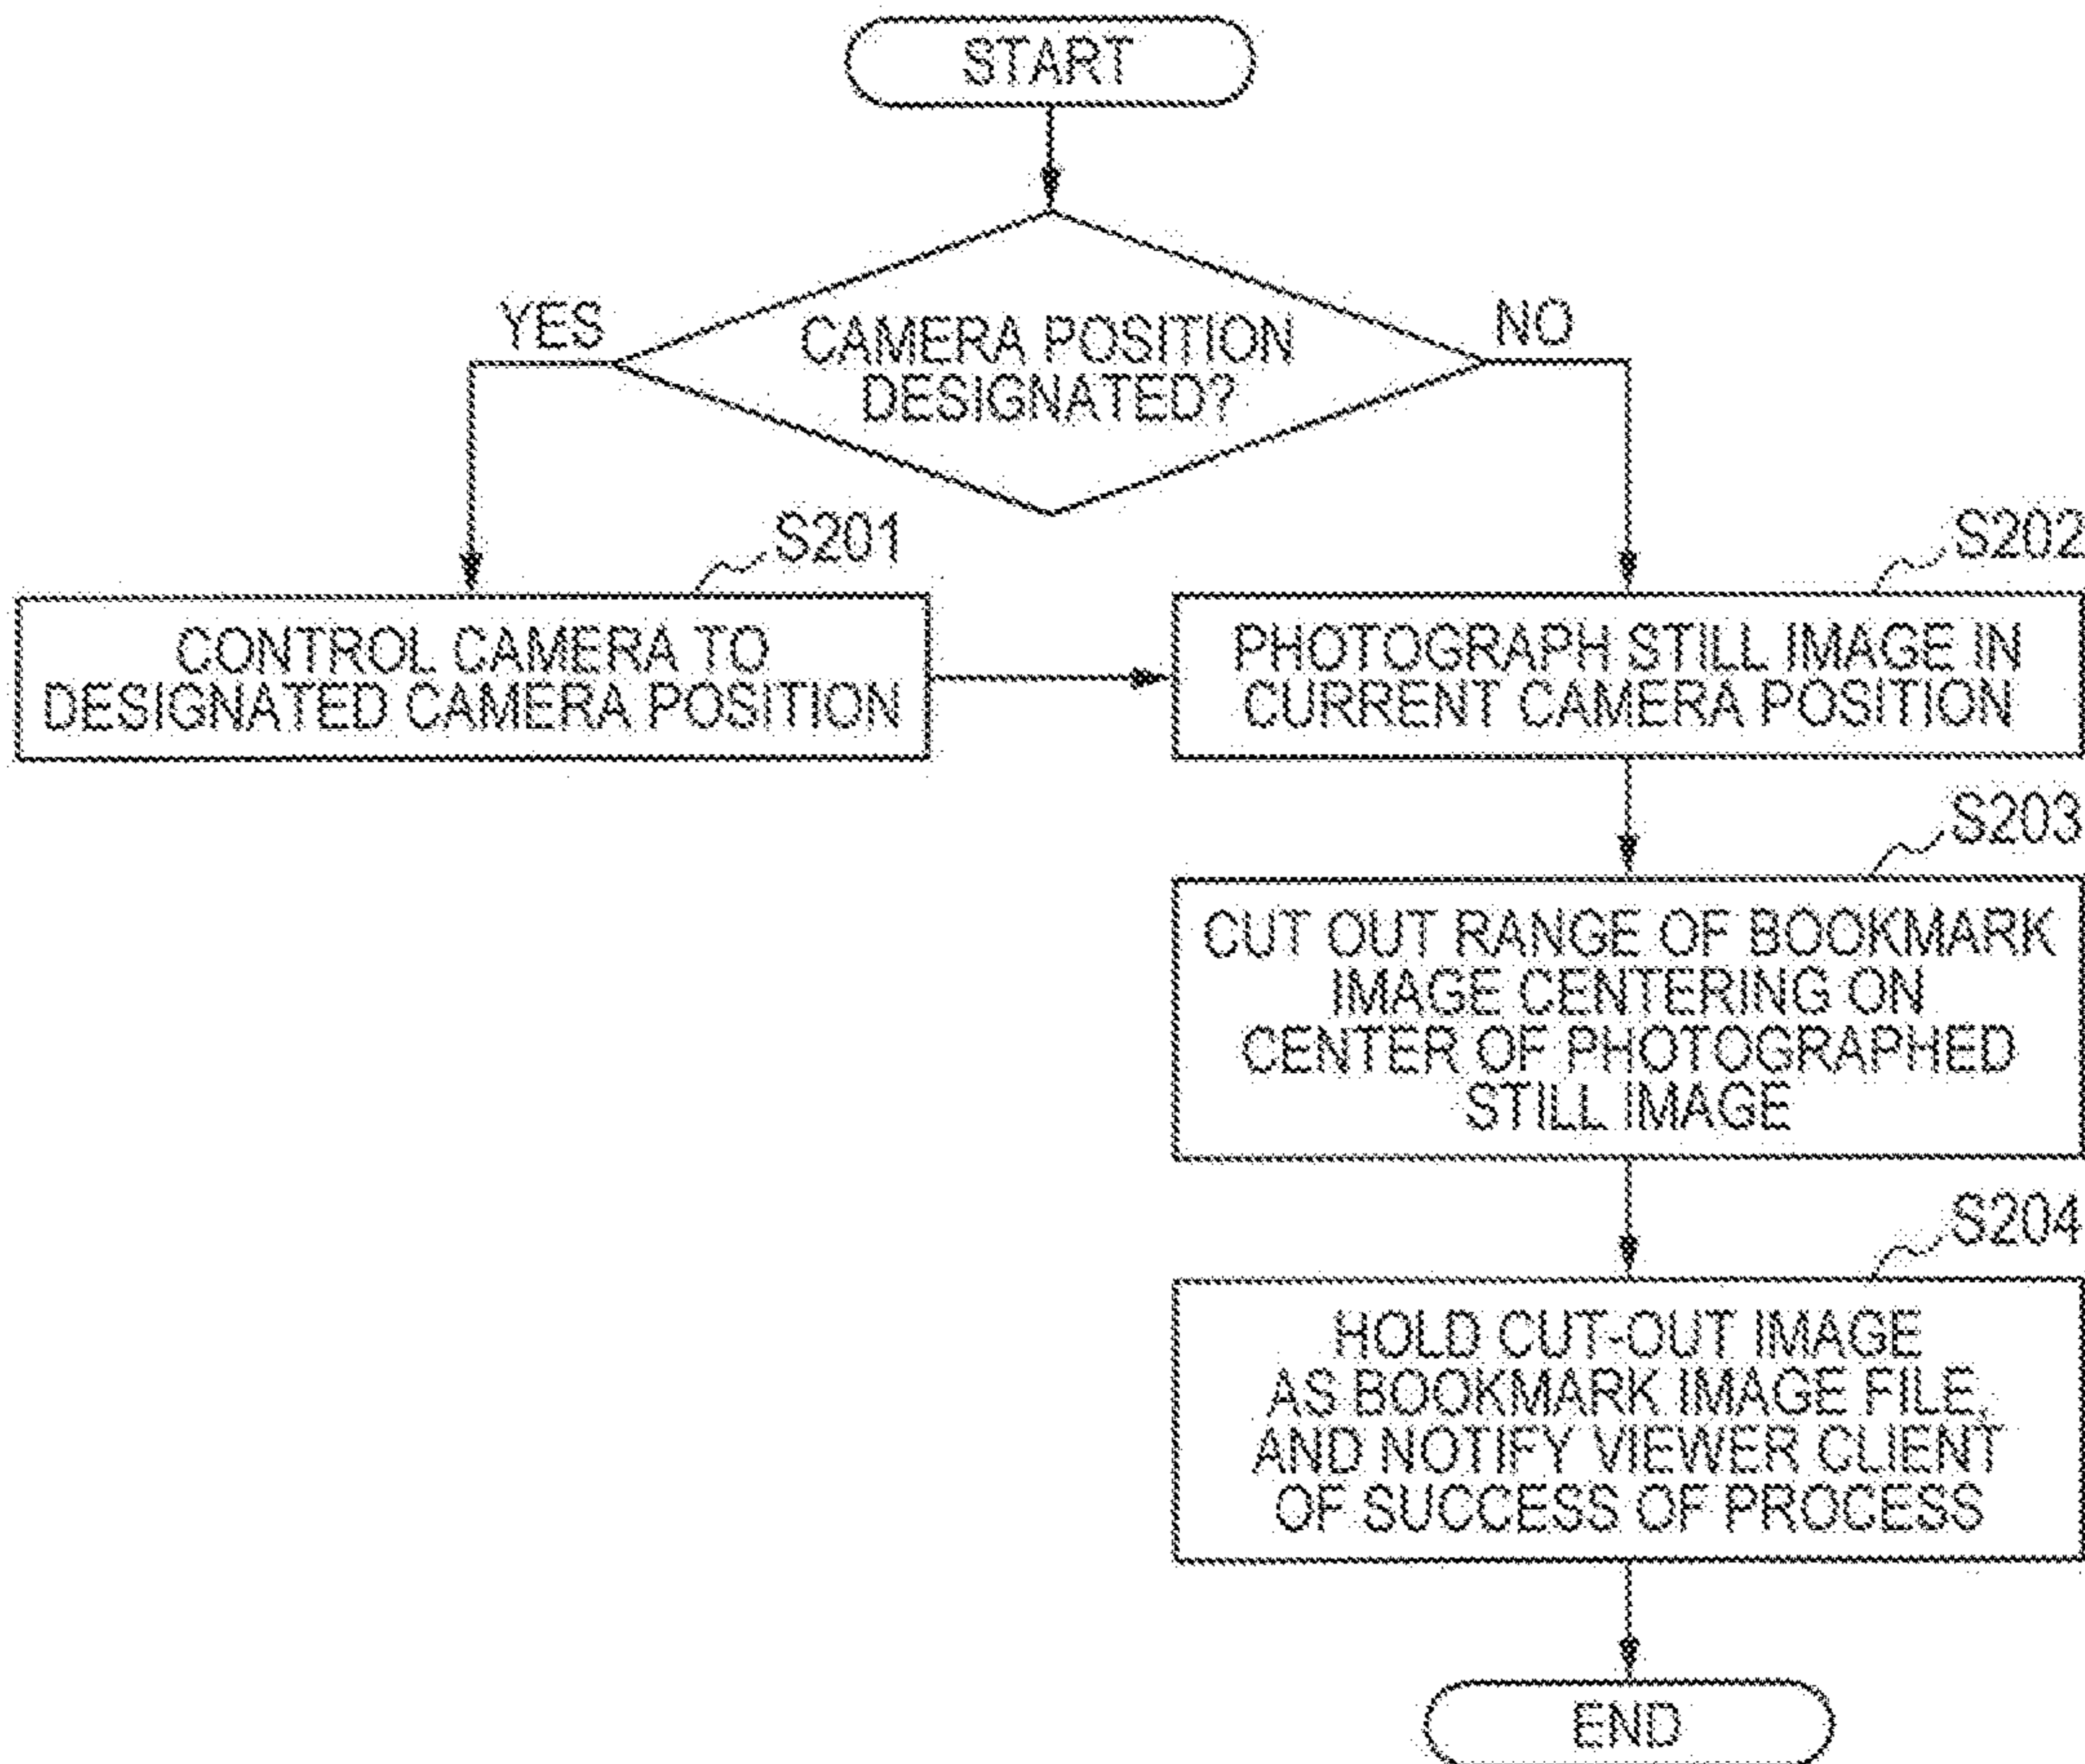 START
YES
CAMERA POSITION
DESIGNATED?
NO
S201
CONTROL CAMERA TO
DESIGNATED CAMERA POSITION
S202
PHOTOGRAPH STILL IMAGE IN
CURRENT CAMERA POSITION
S203
CUT OUT RANGE OF BOOKMARK
IMAGE CENTERING ON
CENTER OF PHOTOGRAPHED
STILL IMAGE
S204
HOLD CUT-OUT IMAGE
AS BOOKMARK IMAGE FILE,
AND NOTIFY VIEWER CLIENT
OF SUCCESS OF PROCESS
END